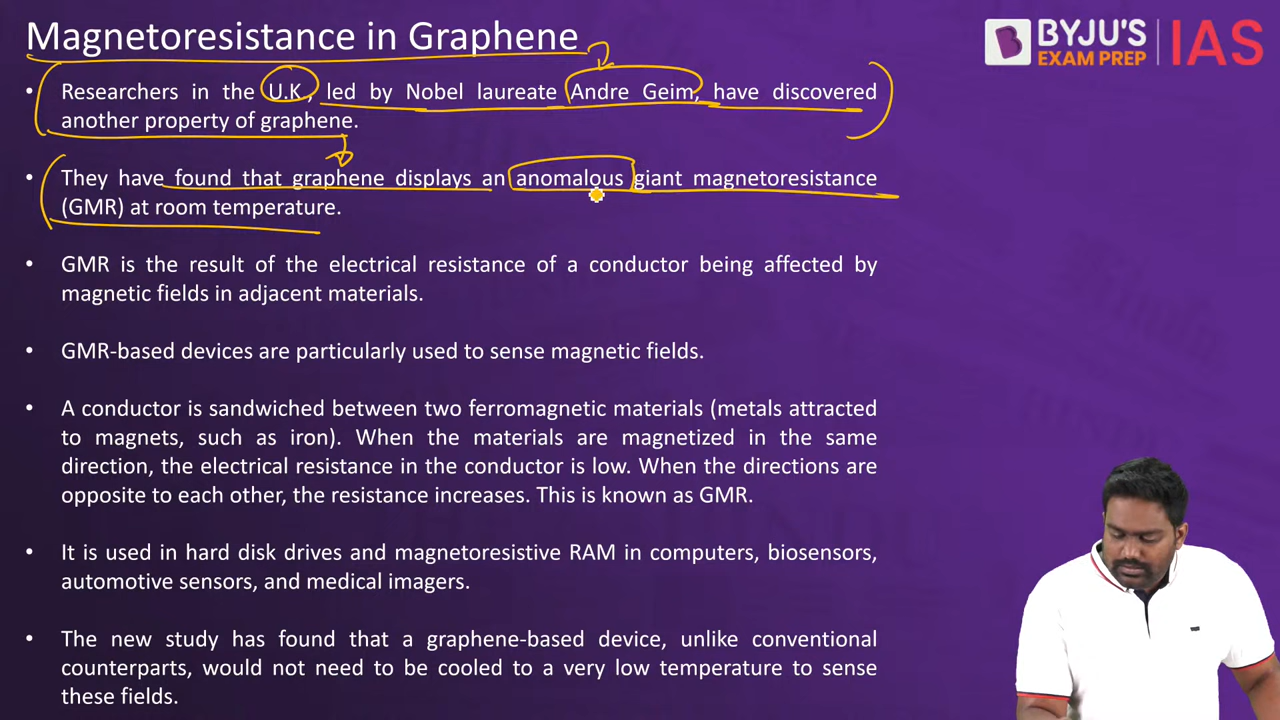 Magnetoresistance in Graphene
BYJU'S
EXAM PREP
IAS
• Researchers in the U.K., led by Nobel laureate Andre Geim, have discovered
another property of graphene.
• They have found that graphene displays an anomalous giant magnetoresistance
(GMR) at room temperature.
• GMR is the result of the electrical resistance of a conductor being affected by
magnetic fields in adjacent materials.
• GMR-based devices are particularly used to sense magnetic fields.
• A conductor is sandwiched between two ferromagnetic materials (metals attracted
to magnets, such as iron). When the materials are magnetized in the same
direction, the electrical resistance in the conductor is low. When the directions are
opposite to each other, the resistance increases. This is known as GMR.
• It is used in hard disk drives and magnetoresistive RAM in computers, biosensors,
automotive sensors, and medical imagers.
• The new study has found that a graphene-based device, unlike conventional
counterparts, would not need to be cooled to a very low temperature to sense
these fields.